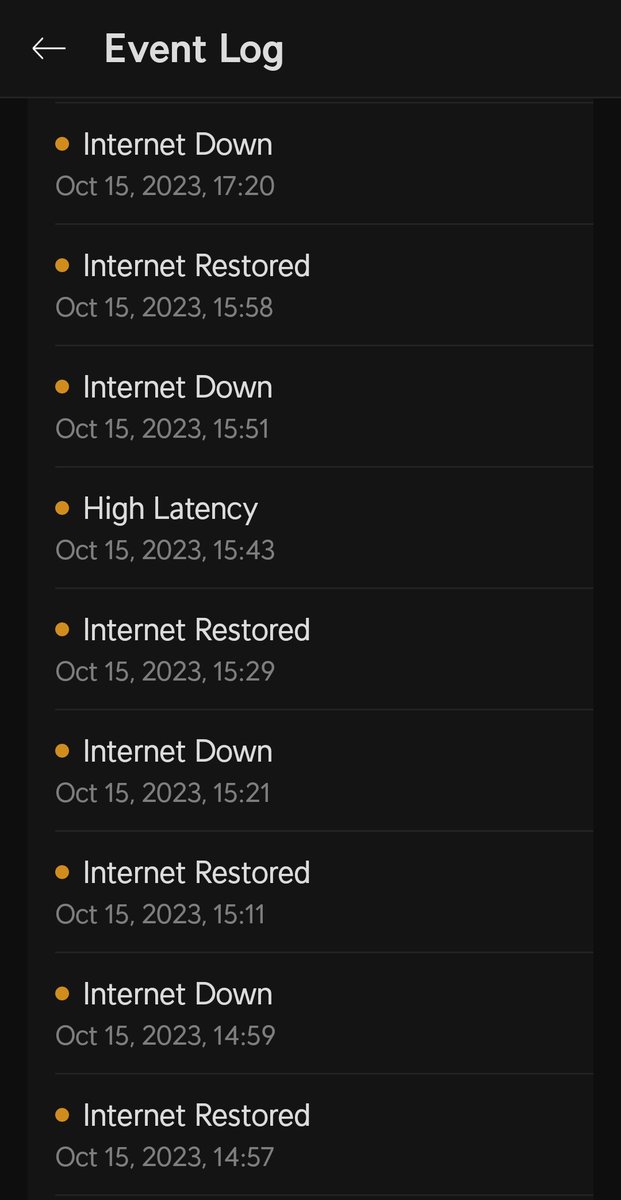 Event Log
Internet Down
Oct 15, 2023, 17:20
Internet Restored
Oct 15, 2023, 15:58
Internet Down
Oct 15, 2023, 15:51
High Latency
Oct 15, 2023, 15:43
Internet Restored
Oct 15, 2023, 15:29
Internet Down
Oct 15, 2023, 15:21
Internet Restored
Oct 15, 2023, 15:11
Internet Down
Oct 15, 2023, 14:59
Internet Restored
Oct 15, 2023, 14:57